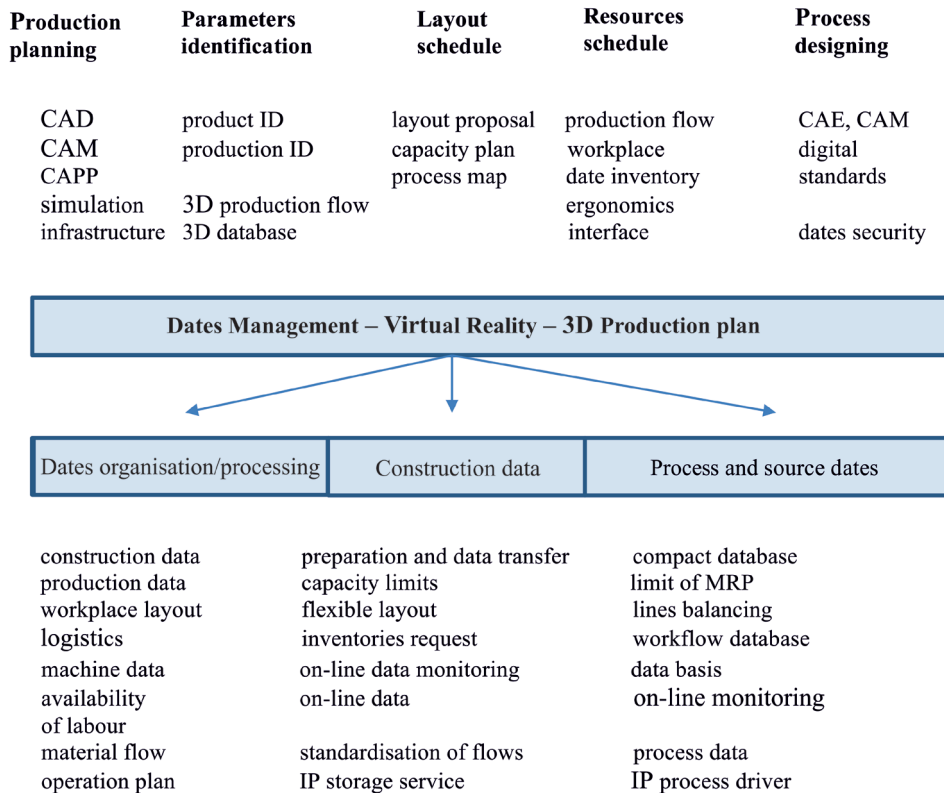 Production planning
Parameters identification
Layout schedule
Resources schedule
Process designing
CAD product ID layout proposal production flow CAE, CAM
CAM production ID capacity plan workplace digital
CAPP process map date inventory standards
simulation 3D production flow ergonomics
infrastructure 3D database interface dates security
Dates Management – Virtual Reality – 3D Production plan
Dates organisation/processing Construction data Process and source dates
construction data preparation and data transfer compact database
production data capacity limits limit of MRP
workplace layout flexible layout lines balancing
logistics inventories request workflow database
machine data on-line data monitoring data basis
availability on-line data on-line monitoring
of labour
material flow standardisation of flows process data
operation plan IP storage service IP process driver